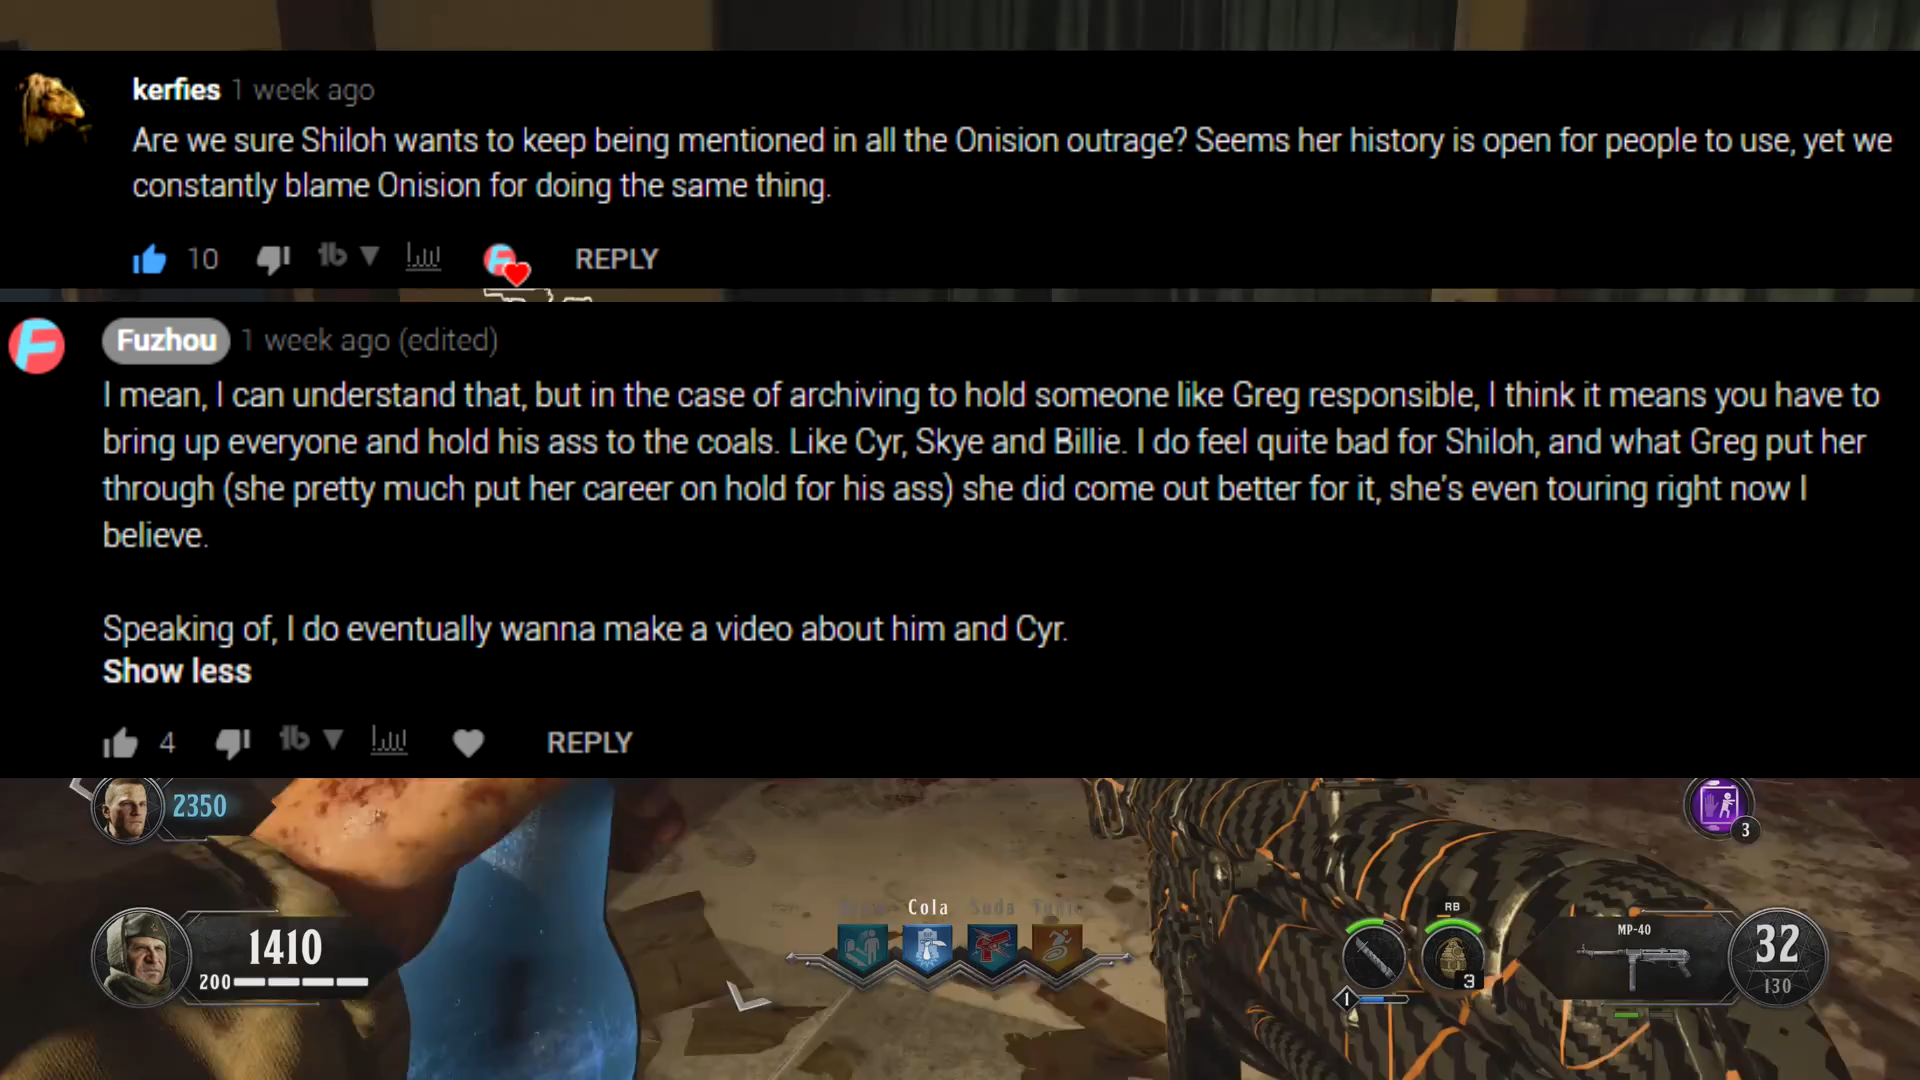 kerfies 1 week ago
Are we sure Shiloh wants to keep being mentioned in all the Onision outrage? Seems her history is open for people to use, yet we
constantly blame Onision for doing the same thing.
10 REPLY
Fuzhou 1 week ago (edited)
I mean, I can understand that, but in the case of archiving to hold someone like Greg responsible, I think it means you have to
bring up everyone and hold his ass to the coals. Like Cyr, Skye and Billie. I do feel quite bad for Shiloh, and what Greg put her
through (she pretty much put her career on hold for his ass) she did come out better for it, she's even touring right now I
believe.
Speaking of, I do eventually wanna make a video about him and Cyr.
Show less
4 REPLY
2350
3
Cola Soda
RB
MP-40
1410
200
3
32
130
1